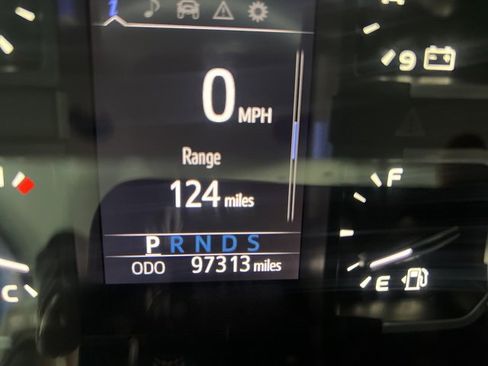 0 MPH
Range
124 miles
P R N D S
ODO 97313 miles
9
F
E
C